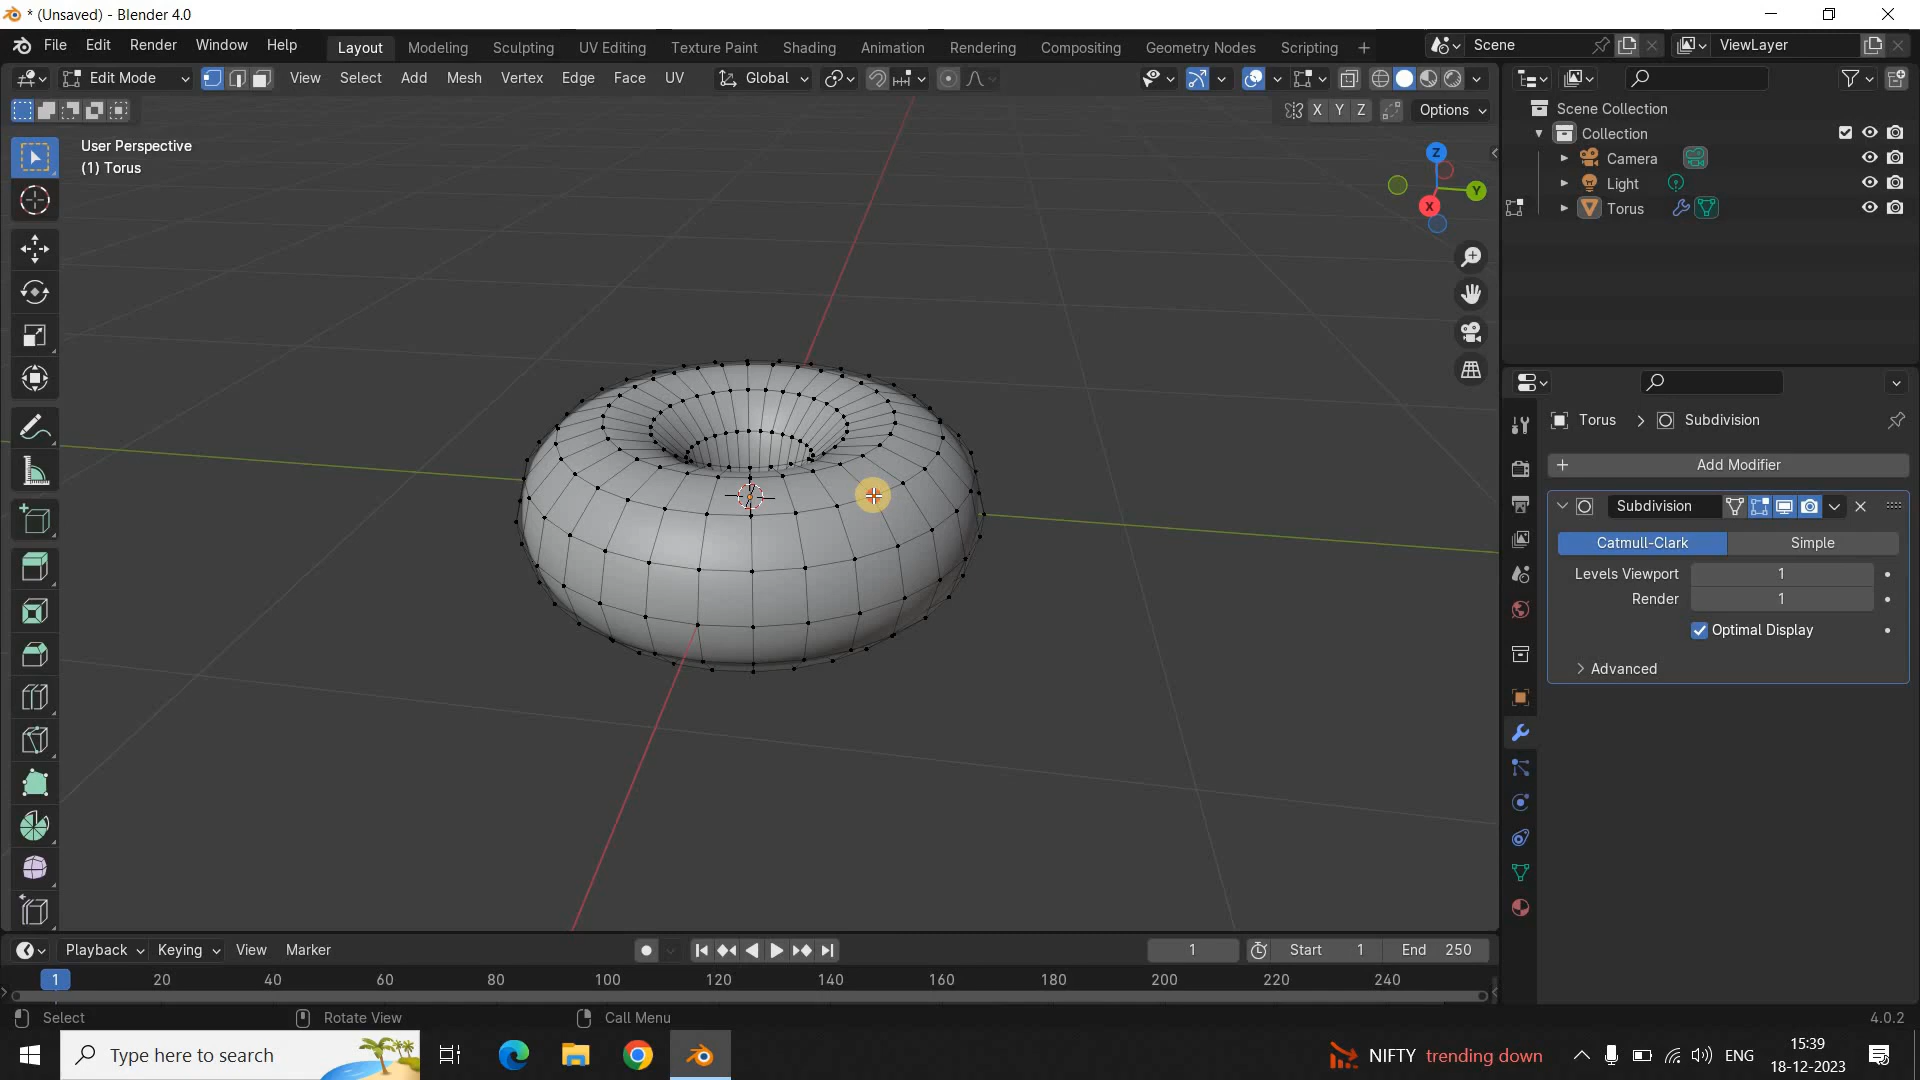 * (Unsaved) - Blender 4.0
File Edit Render Window Help Layout Modeling Sculpting UV Editing Texture Paint Shading Animation Rendering Compositing Geometry Nodes Scripting + Scene ViewLayer
Edit Mode View Select Add Mesh Vertex Edge Face UV Global
X Y Z Options
User Perspective
(1) Torus
Z
Y
X
Scene Collection
Collection
Camera
Light
Torus
Torus > Subdivision
+ Add Modifier
Subdivision
Catmull-Clark Simple
Levels Viewport 1
Render 1
Optimal Display
> Advanced
Playback Keying View Marker 1 Start 1 End 250
1 20 40 60 80 100 120 140 160 180 200 220 240
Select Rotate View Call Menu 4.0.2
Type here to search
NIFTY trending down
ENG
15:39
18-12-2023